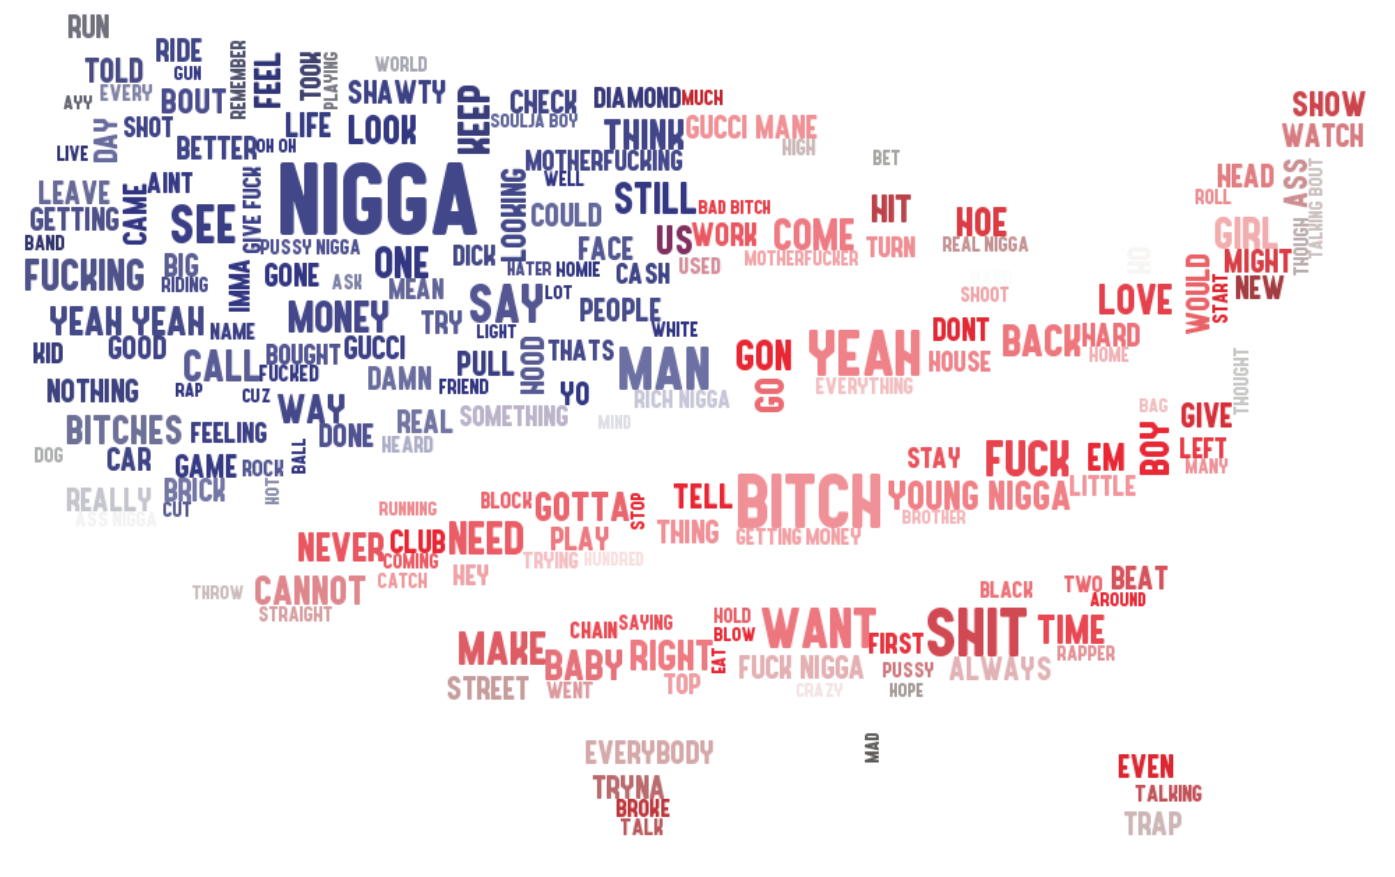 RUN
RIDE
TOLD
GUN
REMEMBER
FEEL
TOOK
PLAYING
WORLD
AYY
EVERY
BOUT
SHAWTY
KEEP
CHECK
DIAMOND
MUCH
SHOW
DAY
SHOT
LIFE
LOOK
SOULJA BOY
THINK
GUCCI MANE
WATCH
LIVE
BETTER
OH OH
MOTHERFUCKING
HIGH
BET
LEAVE
CAME
AINT
GIVE FUCK
NIGGA
LOOKING
WELL
STILL
BAD BITCH
HIT
HOE
HEAD
ASS
TALKING BOUT
ROLL
GETTING
SEE
COULD
US
WORK
COME
GIRL
THOUGH
BAND
PUSSY NIGGA
DICK
FACE
MOTHERFUCKER
TURN
REAL NIGGA
HO
MIGHT
FUCKING
BIG
RIDING
IMMA
GONE
ASK
ONE
HATER
HOMIE
CASH
USED
WOULD
START
NEW
MEAN
SAY
LOT
PEOPLE
SHOOT
LOVE
YEAH YEAH
NAME
MONEY
TRY
LIGHT
WHITE
DONT
BACK
HARD
KID
GOOD
BOUGHT
GUCCI
PULL
HOOD
THATS
MAN
GON
YEAH
HOUSE
HOME
CALL
FUCKED
THOUGHT
NOTHING
RAP
CUZ
DAMN
FRIEND
YO
RICH NIGGA
GO
EVERYTHING
WAY
REAL
SOMETHING
MIND
BAG
GIVE
BITCHES
FEELING
DONE
HEARD
BOY
LEFT
DOG
CAR
GAME
ROCK
BALL
STAY
FUCK
EM
MANY
REALLY
BRICK
HOT
CUT
ASS NIGGA
RUNNING
BLOCK
GOTTA
STOP
TELL
BITCH
YOUNG NIGGA
LITTLE
BROTHER
NEVER
CLUB
NEED
PLAY
THING
GETTING MONEY
COMING
TRYING
HUNDRED
THROW
CANNOT
CATCH
HEY
STRAIGHT
BLACK
TWO
BEAT
AROUND
MAKE
CHAIN
SAYING
HOLD
BLOW
WANT
FIRST
SHIT
TIME
BABY
RIGHT
EAT
FUCK NIGGA
PUSSY
ALWAYS
RAPPER
STREET
WENT
TOP
CRAZY
HOPE
EVERYBODY
MAD
TRYNA
EVEN
BROKE
TALKING
TALK
TRAP